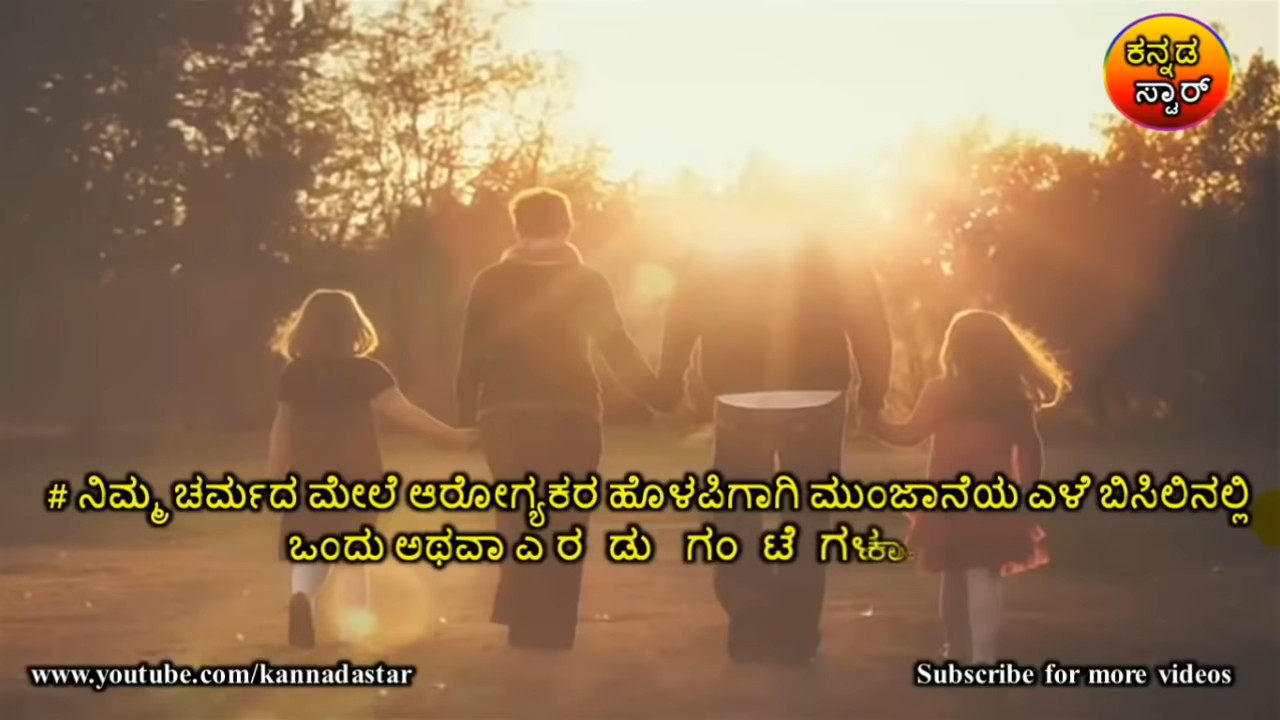 ಕನ್ನಡ
ಸ್ಟಾರ್
# ನಿಮ್ಮ ಚರ್ಮದ ಮೇಲೆ ಆರೋಗ್ಯಕರ ಹೊಳಪಿಗಾಗಿ ಮುಂಜಾನೆಯ ಎಳೆ ಬಿಸಿಲಿನಲ್ಲಿ
ಒಂದು ಅಥವಾ ಎ ರ ಡು ಗಂ ಟೆ
www.youtube.com/kannadastar
Subscribe for more videos